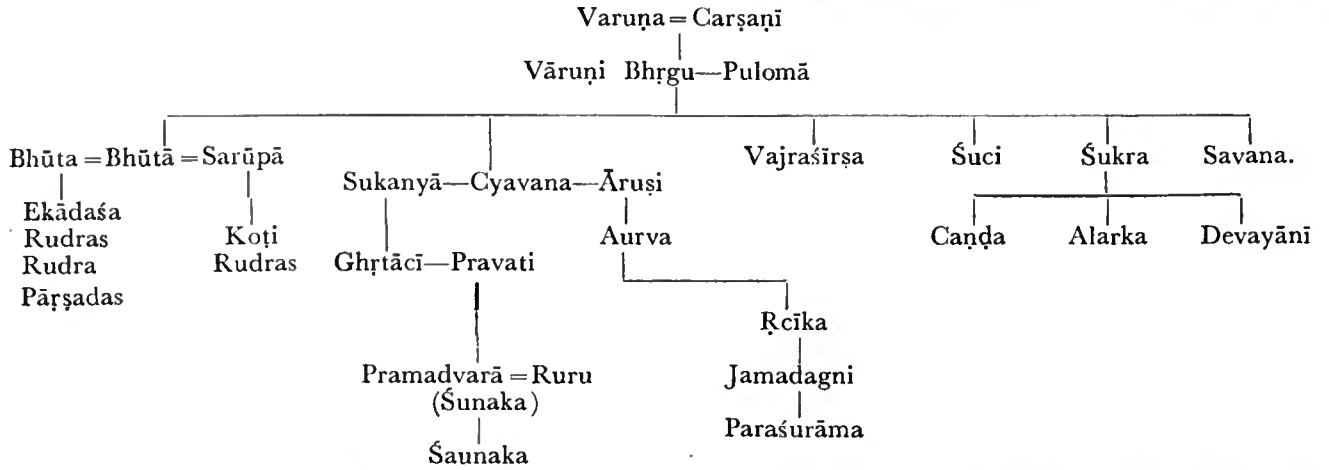 Varuṇa = Carṣaṇī
Vāruṇi Bhṛgu—Pulomā
Bhūta = Bhūtā = Sarūpā
Vajraśīrṣa
Śuci
Śukra
Savana.
Sukanyā—Cyavana—Āruṣi
Ekādaśa
Rudras
Rudra
Pārṣadas
Koṭi
Rudras
Ghṛtācī—Pravati
Aurva
Caṇḍa
Alarka
Devayānī
Ṛcīka
Pramadvarā = Ruru
(Śunaka)
Śaunaka
Jamadagni
Paraśurāma